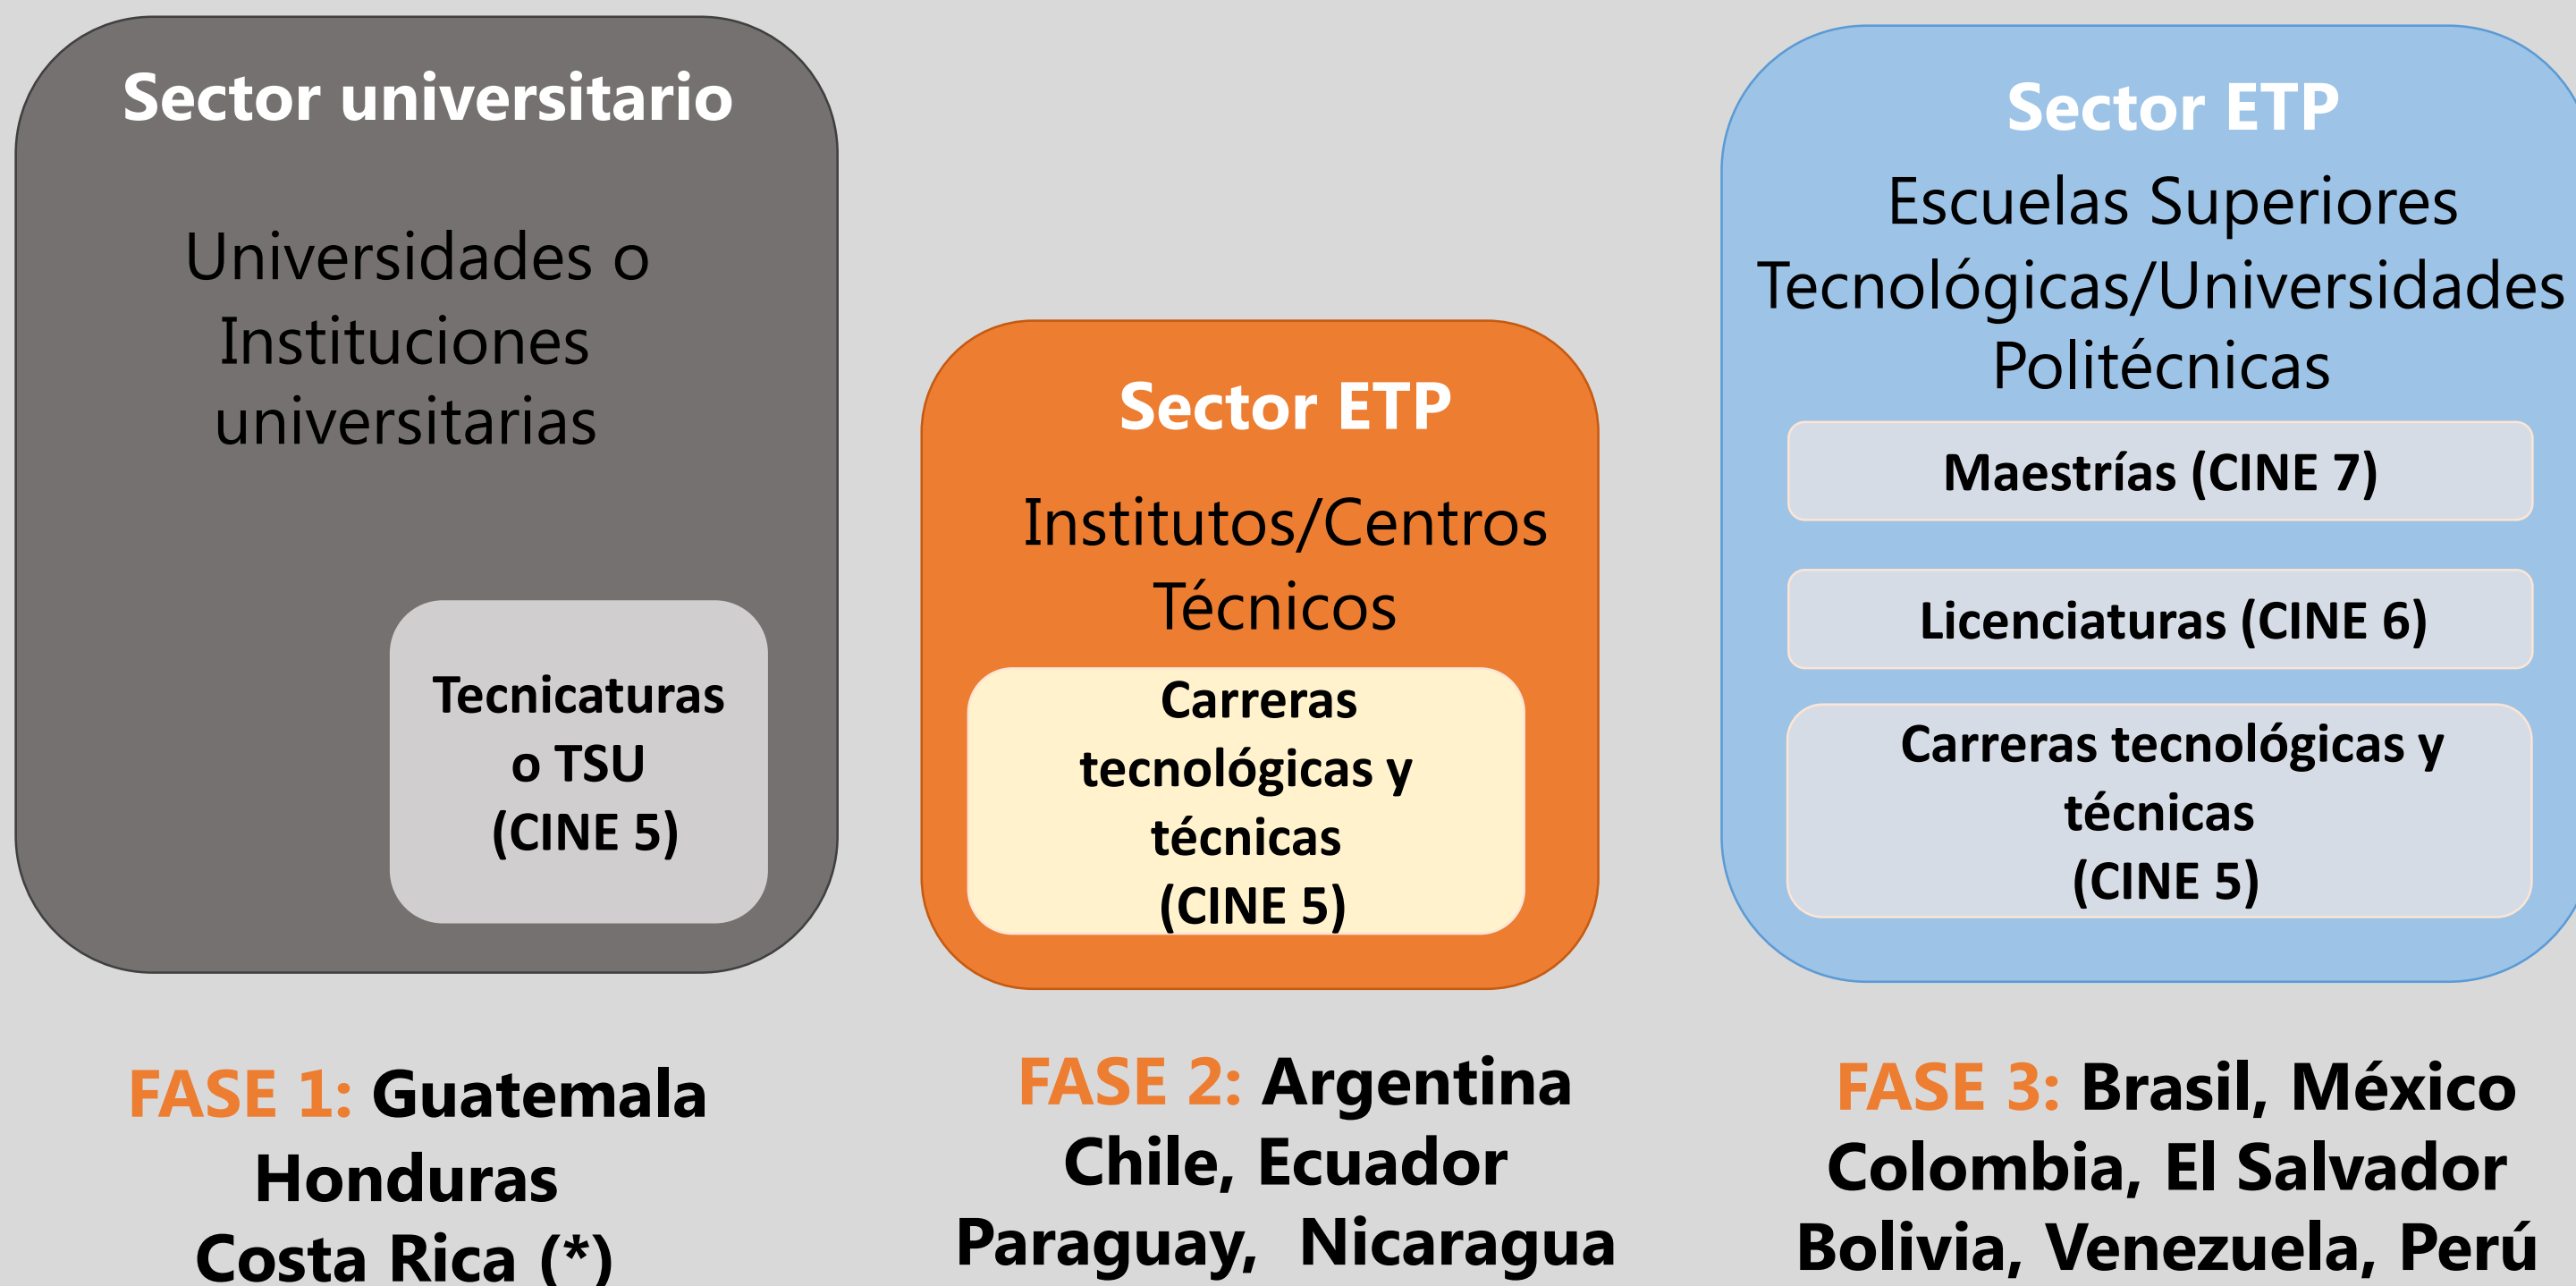 Sector universitario
Universidades o
Instituciones
universitarias
Tecnicaturas
o TSU
(CINE 5)
FASE 1: Guatemala
Honduras
Costa Rica (*)
Sector ETP
Institutos/Centros
Técnicos
Carreras
tecnológicas y
técnicas
(CINE 5)
FASE 2: Argentina
Chile, Ecuador
Paraguay, Nicaragua
Sector ETP
Escuelas Superiores
Tecnológicas/Universidades
Politécnicas
Maestrías (CINE 7)
Licenciaturas (CINE 6)
Carreras tecnológicas y
técnicas
(CINE 5)
FASE 3: Brasil, México
Colombia, El Salvador
Bolivia, Venezuela, Perú